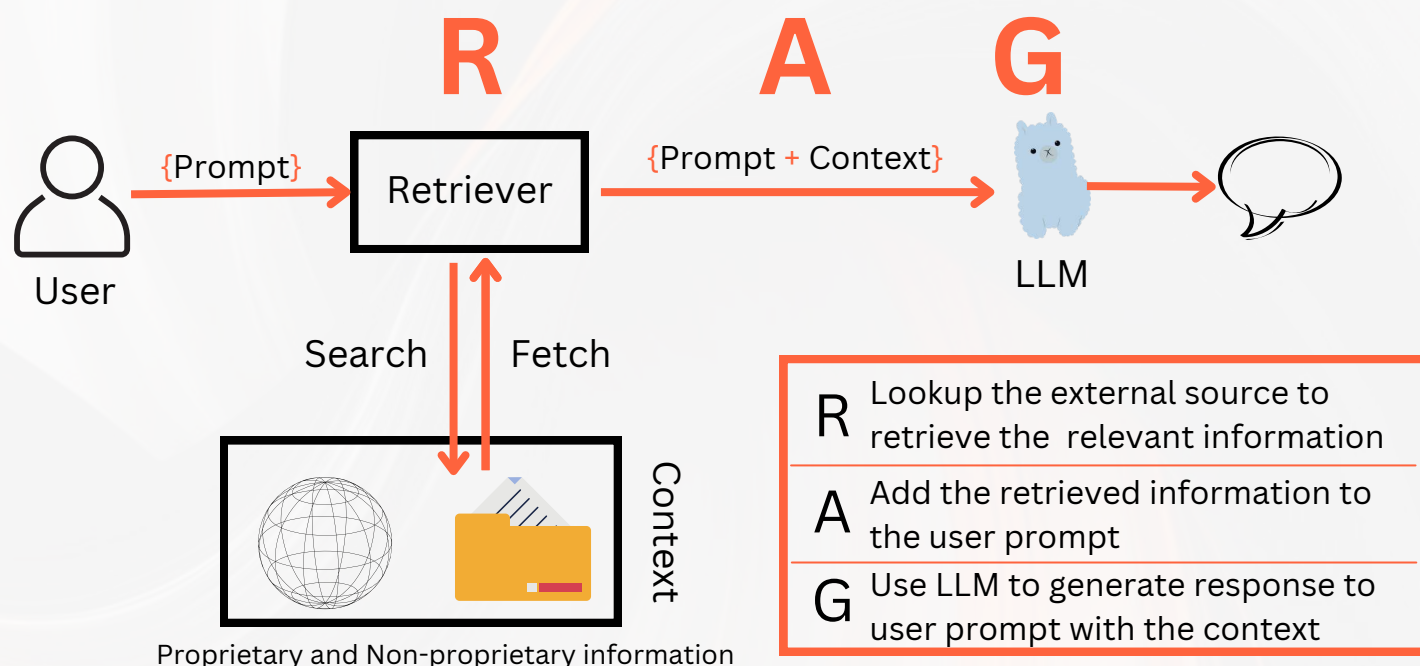 R A G
{Prompt}
Retriever
{Prompt + Context}
User
LLM
Search
Fetch
Context
Proprietary and Non-proprietary information
R
Lookup the external source to
retrieve the relevant information
A
Add the retrieved information to
the user prompt
G
Use LLM to generate response to
user prompt with the context